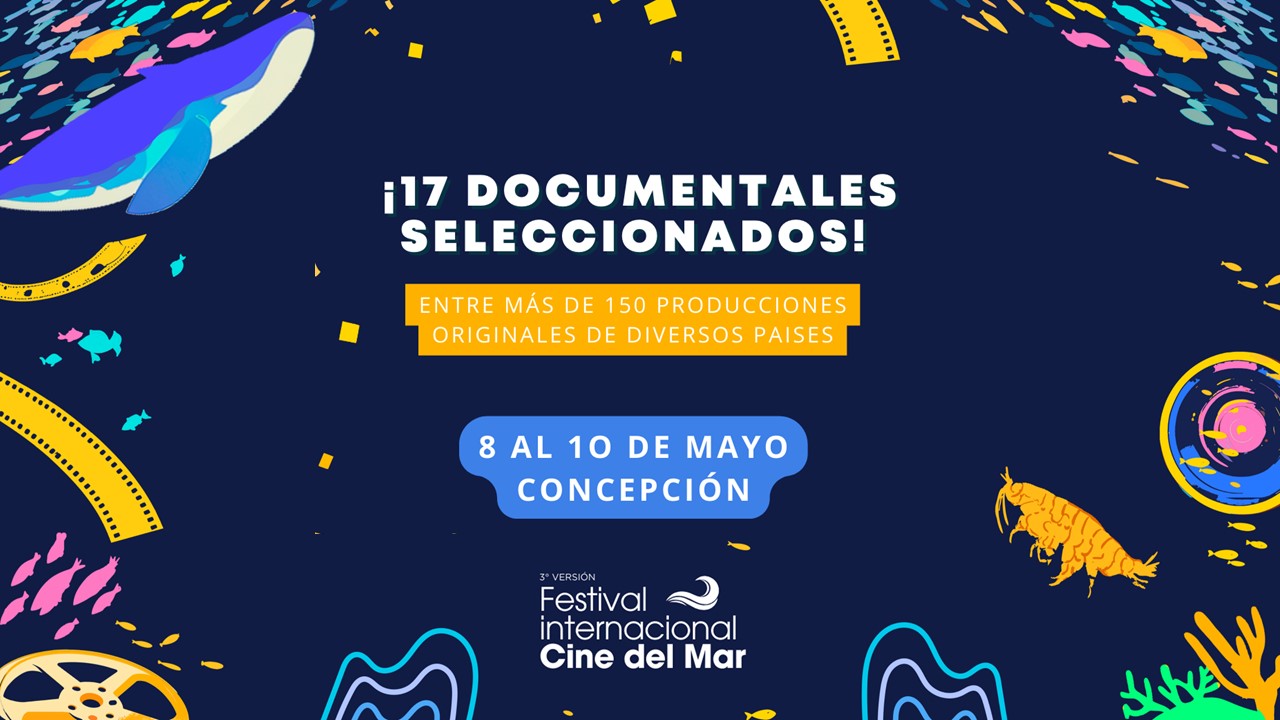 ¡17 DOCUMENTALES
SELECCIONADOS!
ENTRE MÁS DE 150 PRODUCCIONES
ORIGINALES DE DIVERSOS PAISES
8 AL 1O DE MAYO
CONCEPCIÓN
3° VERSIÓN
Festival
internacional
Cine del Mar